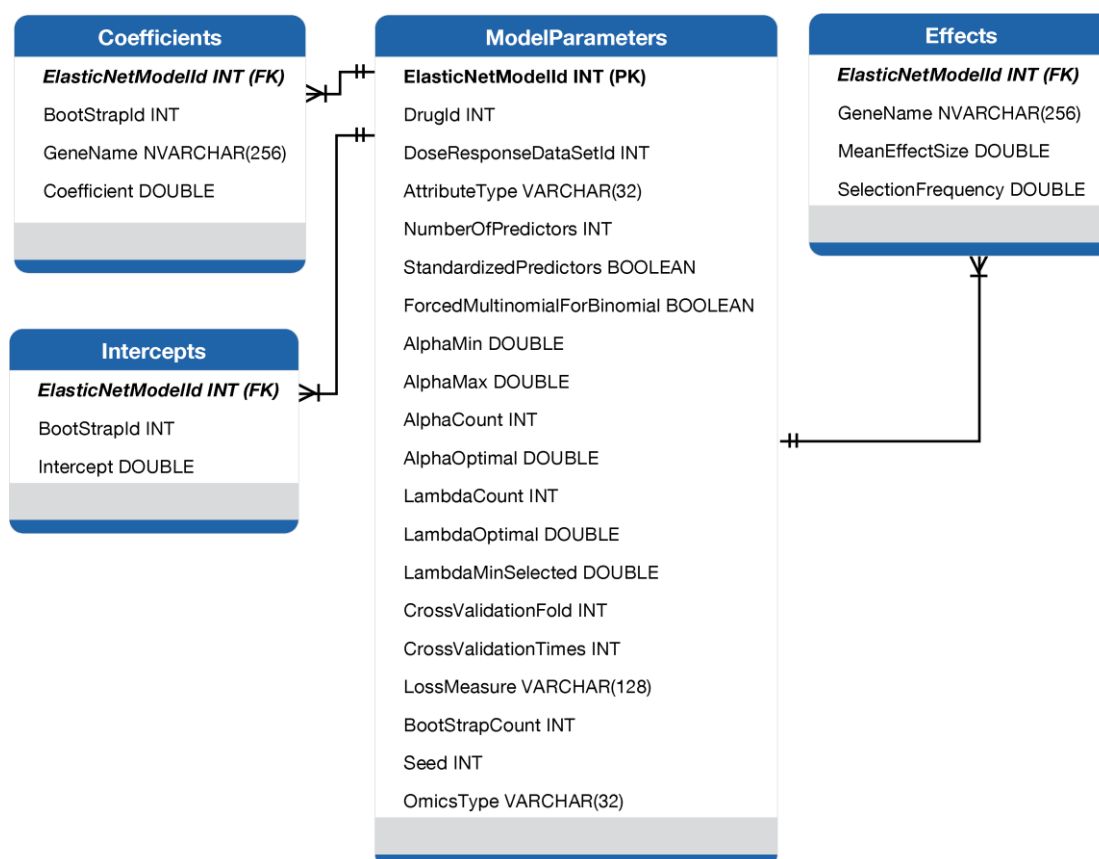 Coefficients
ElasticNetModelId INT (FK)
BootStrapId INT
GeneName NVARCHAR(256)
Coefficient DOUBLE
Intercepts
ElasticNetModelId INT (FK)
BootStrapId INT
Intercept DOUBLE
ModelParameters
ElasticNetModelId INT (PK)
DrugId INT
DoseResponseDataSetId INT
AttributeType VARCHAR(32)
NumberOfPredictors INT
StandardizedPredictors BOOLEAN
ForcedMultinomialForBinomial BOOLEAN
AlphaMin DOUBLE
AlphaMax DOUBLE
AlphaCount INT
AlphaOptimal DOUBLE
LambdaCount INT
LambdaOptimal DOUBLE
LambdaMinSelected DOUBLE
CrossValidationFold INT
CrossValidationTimes INT
LossMeasure VARCHAR(128)
BootStrapCount INT
Seed INT
OmicsType VARCHAR(32)
Effects
ElasticNetModelId INT (FK)
GeneName NVARCHAR(256)
MeanEffectSize DOUBLE
SelectionFrequency DOUBLE